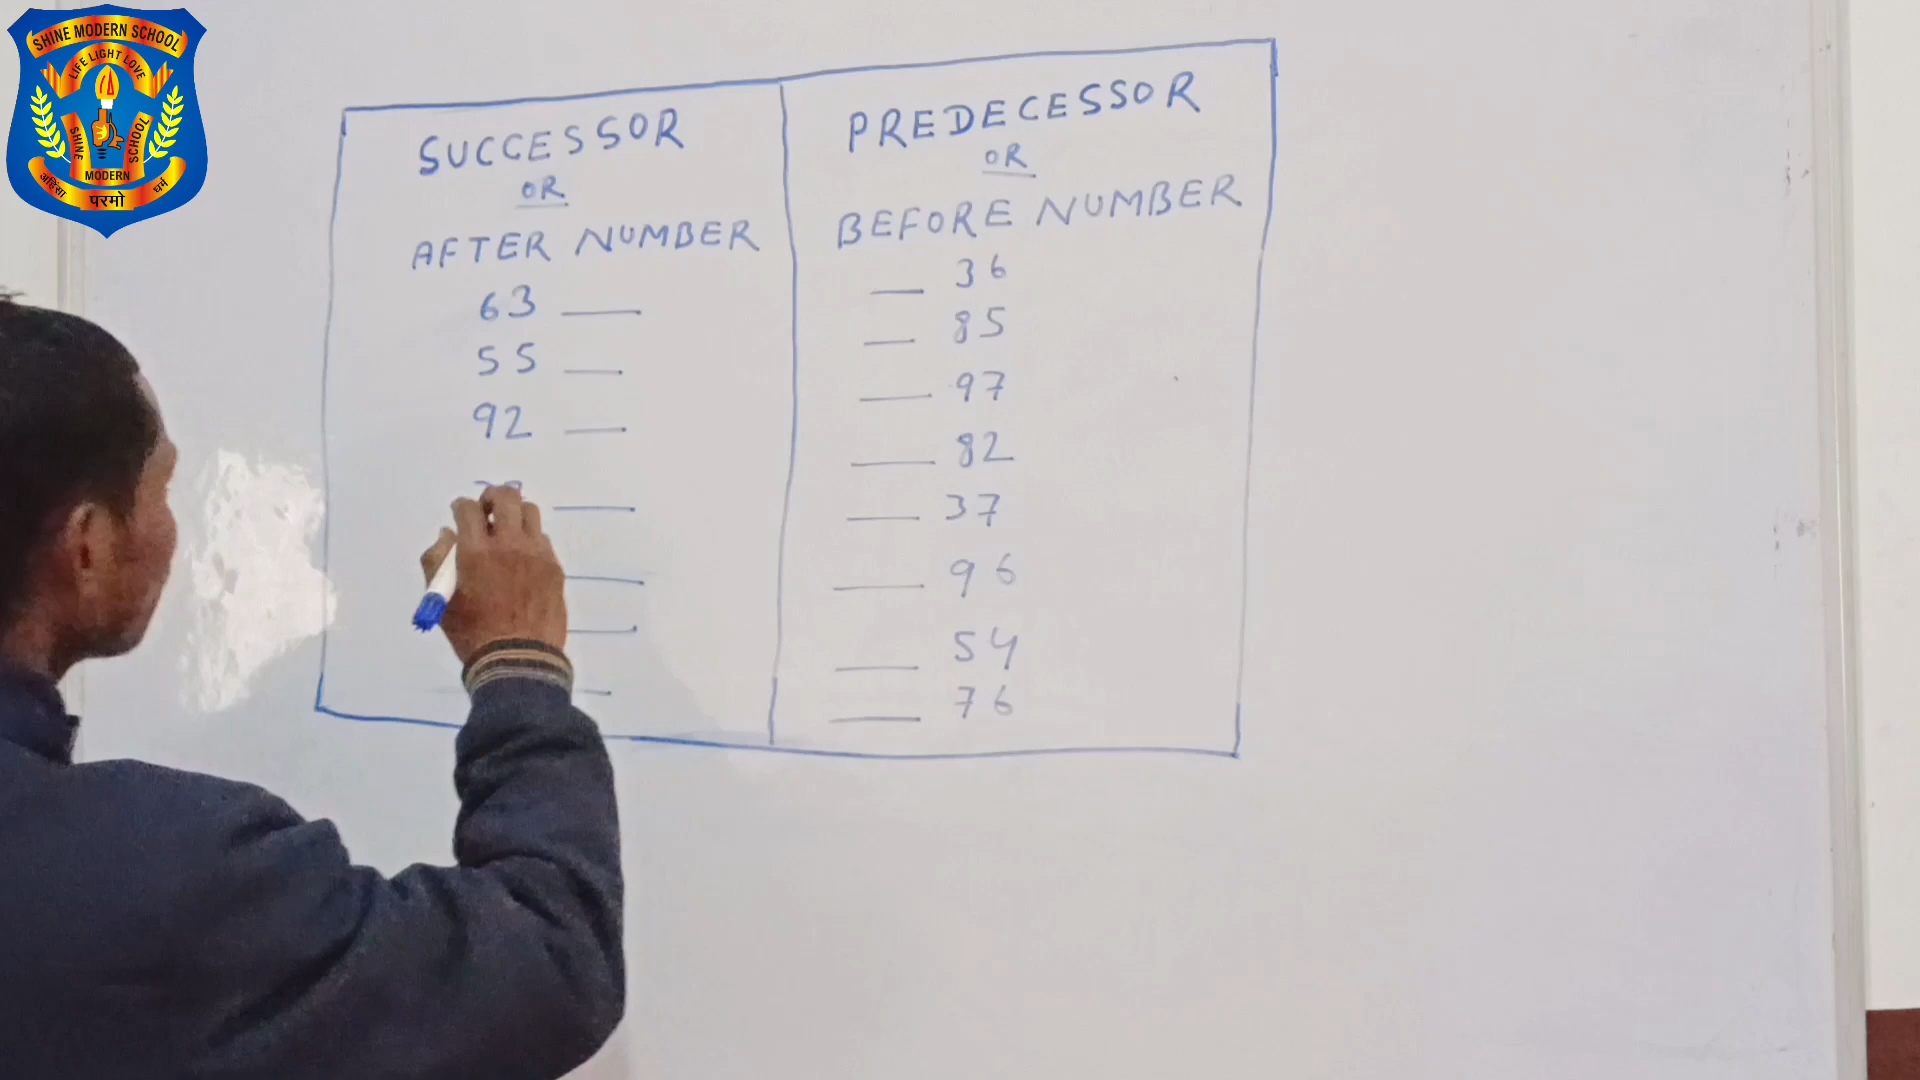 SHINE MODERN SCHOOL
LIFE LIGHT LOVE
SHINE
SCHOOL
MODERN
अहिंसा
परमो
धर्म
SUCCESSOR
OR
AFTER NUMBER
63 ___
55 ___
92 ___
PREDECESSOR
OR
BEFORE NUMBER
___ 36
___ 85
___ 97
___ 82
___ 37
___ 96
___ 54
___ 76